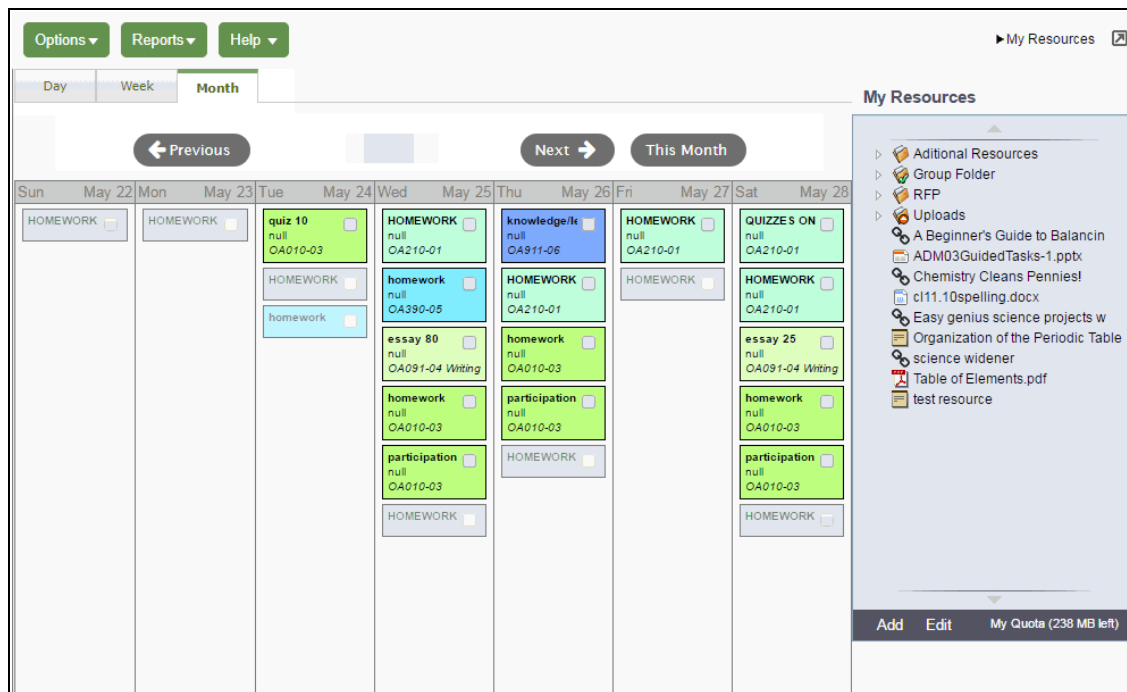 Options
Reports
Help
My Resources
Day
Week
Month
Previous
Next
This Month
Sun May 22
Mon May 23
Tue May 24
Wed May 25
Thu May 26
Fri May 27
Sat May 28
HOMEWORK
HOMEWORK
quiz 10
null
OA010-03
HOMEWORK
homework
HOMEWORK
null
OA210-01
homework
null
OA390-05
essay 80
null
OA091-04 Writing
homework
null
OA010-03
participation
null
OA010-03
HOMEWORK
knowledge/le
null
OA911-06
HOMEWORK
null
OA210-01
homework
null
OA010-03
participation
null
OA010-03
HOMEWORK
HOMEWORK
null
OA210-01
HOMEWORK
QUIZZES ON
null
OA210-01
HOMEWORK
null
OA210-01
essay 25
null
OA091-04 Writing
homework
null
OA010-03
participation
null
OA010-03
HOMEWORK
My Resources
Aditional Resources
Group Folder
RFP
Uploads
A Beginner's Guide to Balancin
ADM03GuidedTasks-1.pptx
Chemistry Cleans Pennies!
cl11.10spelling.docx
Easy genius science projects w
Organization of the Periodic Table
science widener
Table of Elements.pdf
test resource
Add Edit My Quota (238 MB left)